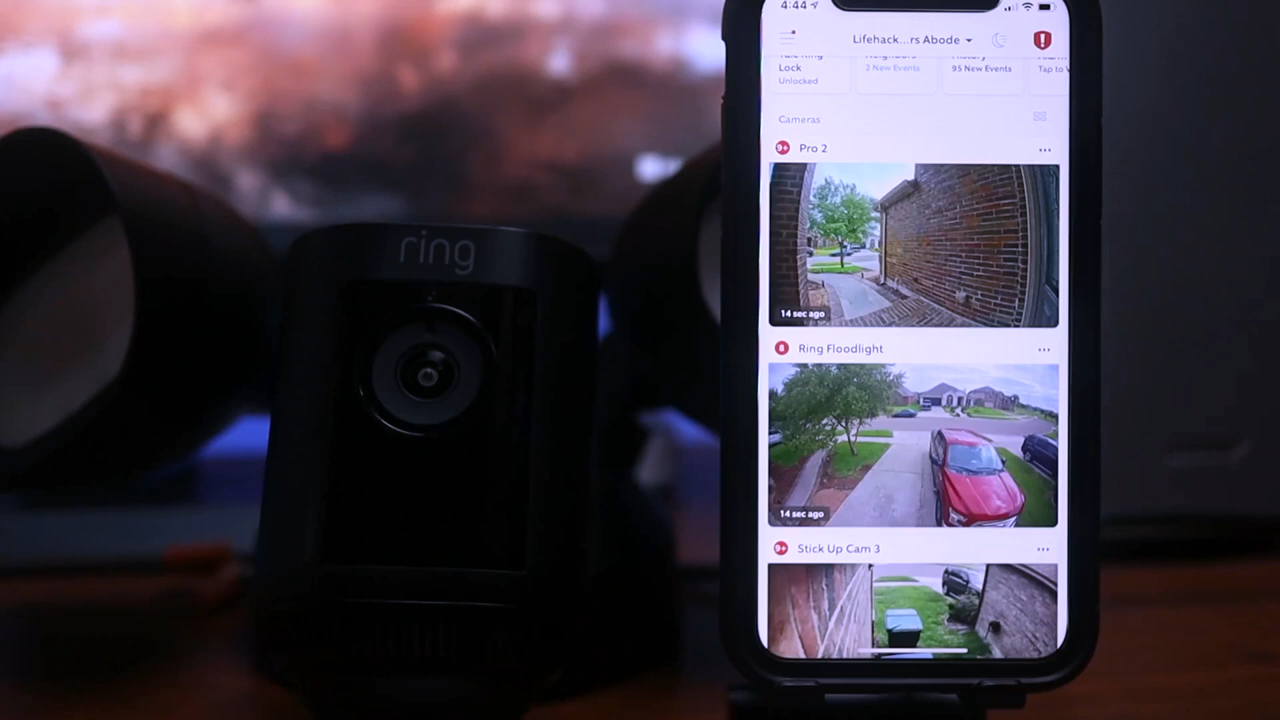 4:44
Lifehack...rs Abode
Lock
Unlocked
2 New Events
95 New Events
Tap to
Cameras
9+ Pro 2
14 sec ago
8 Ring Floodlight
14 sec ago
9+ Stick Up Cam 3
ring